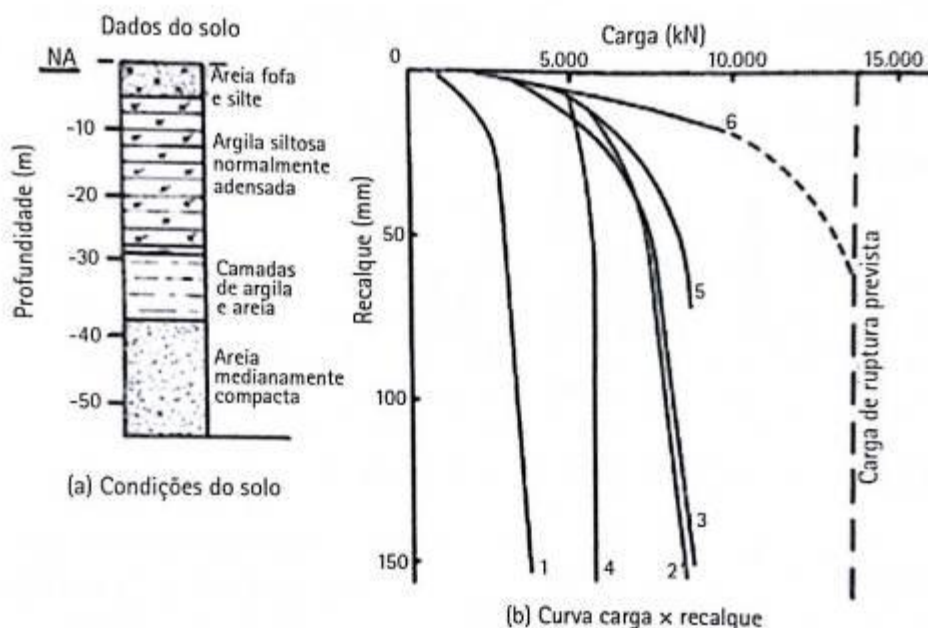 Dados do solo
NA
Areia fofa
e silte
Argila siltosa
normalmente
adensada
Camadas
de argila
e areia
Areia
medianamente
compacta
Profundidade (m)
-10
-20
-30
-40
-50
(a) Condições do solo
Carga (kN)
0
5.000
10.000
15.000
Recalque (mm)
50
100
150
6
5
3
1
4
2
Carga de ruptura prevista
(b) Curva carga × recalque